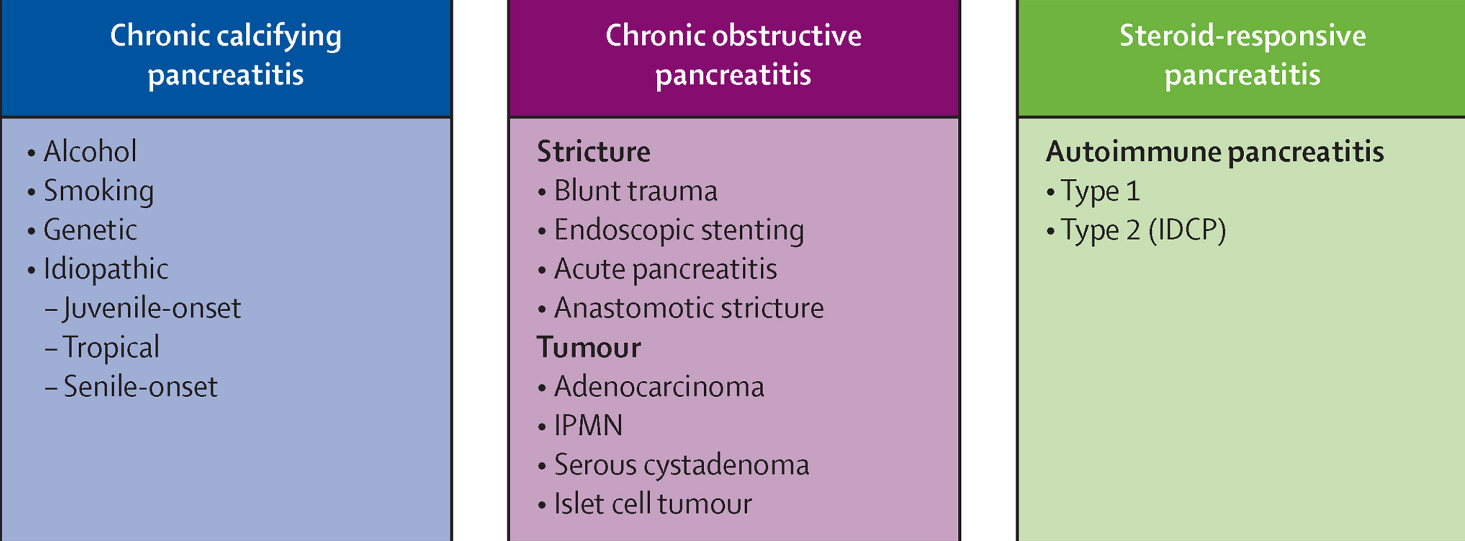 Chronic calcifying
pancreatitis
• Alcohol
• Smoking
• Genetic
• Idiopathic
– Juvenile-onset
– Tropical
– Senile-onset
Chronic obstructive
pancreatitis
Stricture
• Blunt trauma
• Endoscopic stenting
• Acute pancreatitis
• Anastomotic stricture
Tumour
• Adenocarcinoma
• IPMN
• Serous cystadenoma
• Islet cell tumour
Steroid-responsive
pancreatitis
Autoimmune pancreatitis
• Type 1
• Type 2 (IDCP)